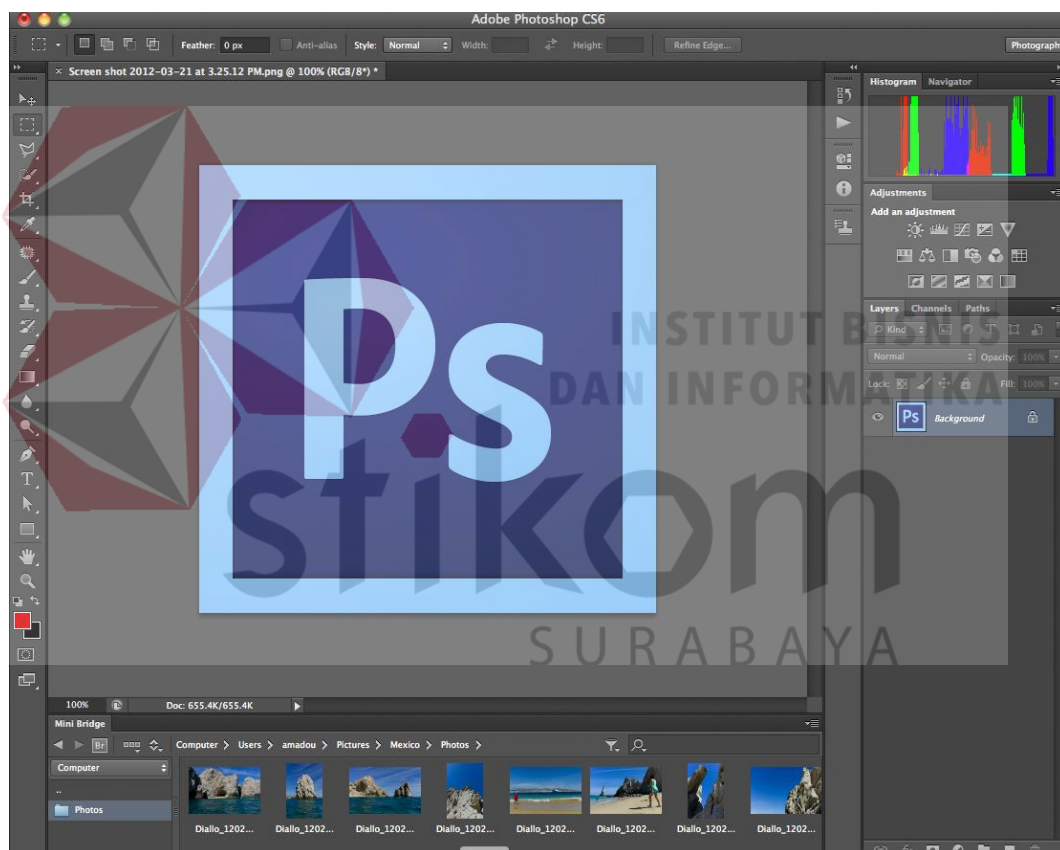 Adobe Photoshop CS6
Feather: 0 px Anti-alias Style: Normal Width: Height: Refine Edge... Photograph
× Screen shot 2012-03-21 at 3.25.12 PM.png @ 100% (RGB/8*) *
Histogram Navigator
Adjustments
Add an adjustment
Layers Channels Paths
Kind
Normal Opacity: 100%
Lock: Fill: 100%
Ps Background
Ps
INSTITUT BISNIS
DAN INFORMATIKA
stikom
SURABAYA
100% Doc: 655.4K/655.4K
Mini Bridge
Br Computer > Users > amadou > Pictures > Mexico > Photos >
Computer
..
Photos
Diallo_1202... Diallo_1202... Diallo_1202... Diallo_1202... Diallo_1202... Diallo_1202... Diallo_1202... Diallo_1202...